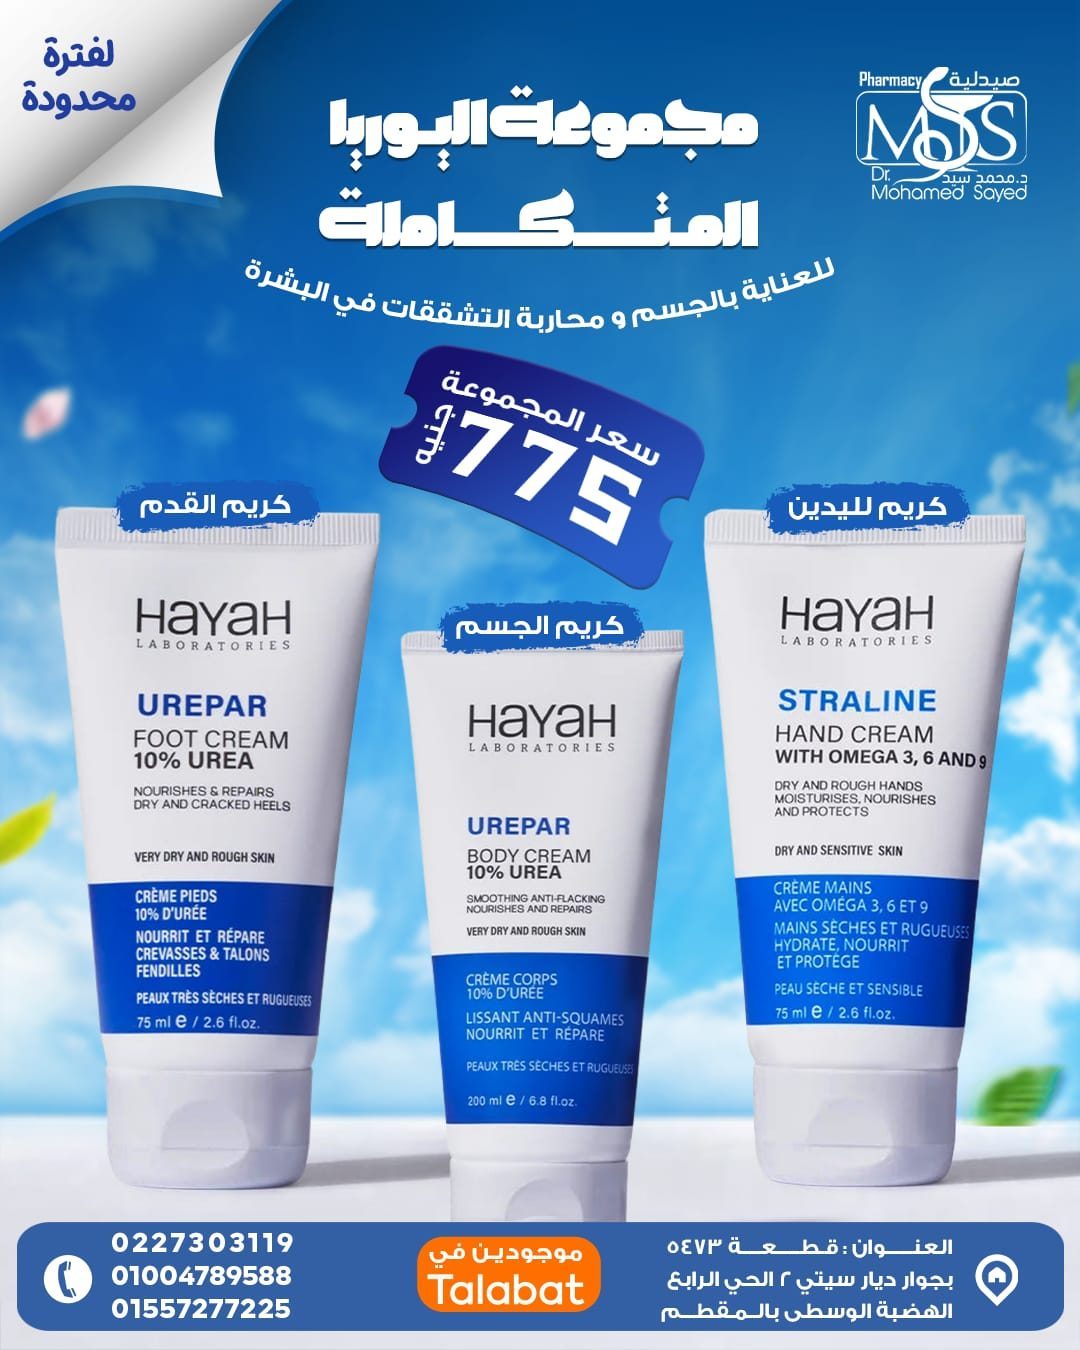 لفترة
محدودة
Pharmacy صيدلية
MS
Dr. د.محمد سيد
Mohamed Sayed
مجموعة اليوريا
المتكاملة
للعناية بالجسم و محاربة التشققات في البشرة
سعر المجموعة
775 جنيه
كريم القدم
HAYAH
LABORATORIES
UREPAR
FOOT CREAM
10% UREA
NOURISHES & REPAIRS
DRY AND CRACKED HEELS
VERY DRY AND ROUGH SKIN
CRÈME PIEDS
10% D'URÉE
NOURRIT ET RÉPARE
CREVASSES & TALONS
FENDILLES
PEAUX TRÈS SÈCHES ET RUGUEUSES
75 ml e / 2.6 fl.oz.
كريم الجسم
HAYAH
LABORATORIES
UREPAR
BODY CREAM
10% UREA
SMOOTHING ANTI-FLACKING
NOURISHES AND REPAIRS
VERY DRY AND ROUGH SKIN
CRÈME CORPS
10% D'URÉE
LISSANT ANTI-SQUAMES
NOURRIT ET RÉPARE
PEAUX TRÈS SÈCHES ET RUGUEUSES
200 ml e / 6.8 fl.oz.
كريم لليدين
HAYAH
LABORATORIES
STRALINE
HAND CREAM
WITH OMEGA 3, 6 AND 9
DRY AND ROUGH HANDS
MOISTURISES, NOURISHES
AND PROTECTS
DRY AND SENSITIVE SKIN
CRÈME MAINS
AVEC OMÉGA 3, 6 ET 9
MAINS SÈCHES ET RUGUEUSES
HYDRATE, NOURRIT
ET PROTÉGE
PEAU SÈCHE ET SENSIBLE
75 ml e / 2.6 fl.oz.
العنوان : قطعة ٥٤٧٣
بجوار ديار سيتي ٢ الحي الرابع
الهضبة الوسطى بالمقطم
موجودين في
Talabat
0227303119
01004789588
01557277225